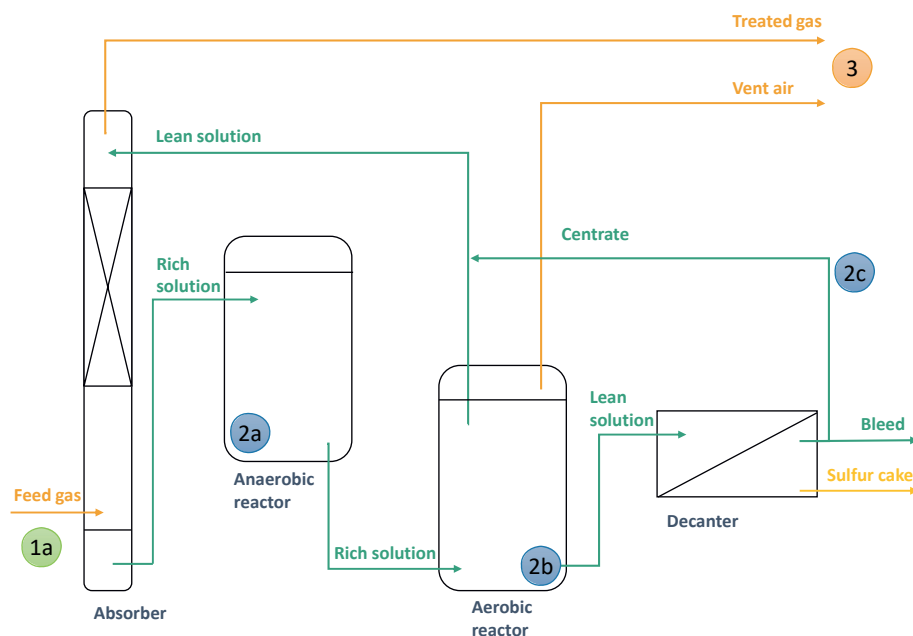 Treated gas
3
Vent air
Lean solution
Centrate
2c
Rich
solution
Lean
solution
2a
Bleed
Anaerobic
reactor
Sulfur cake
Feed gas
Decanter
1a
Rich solution
2b
Absorber
Aerobic
reactor